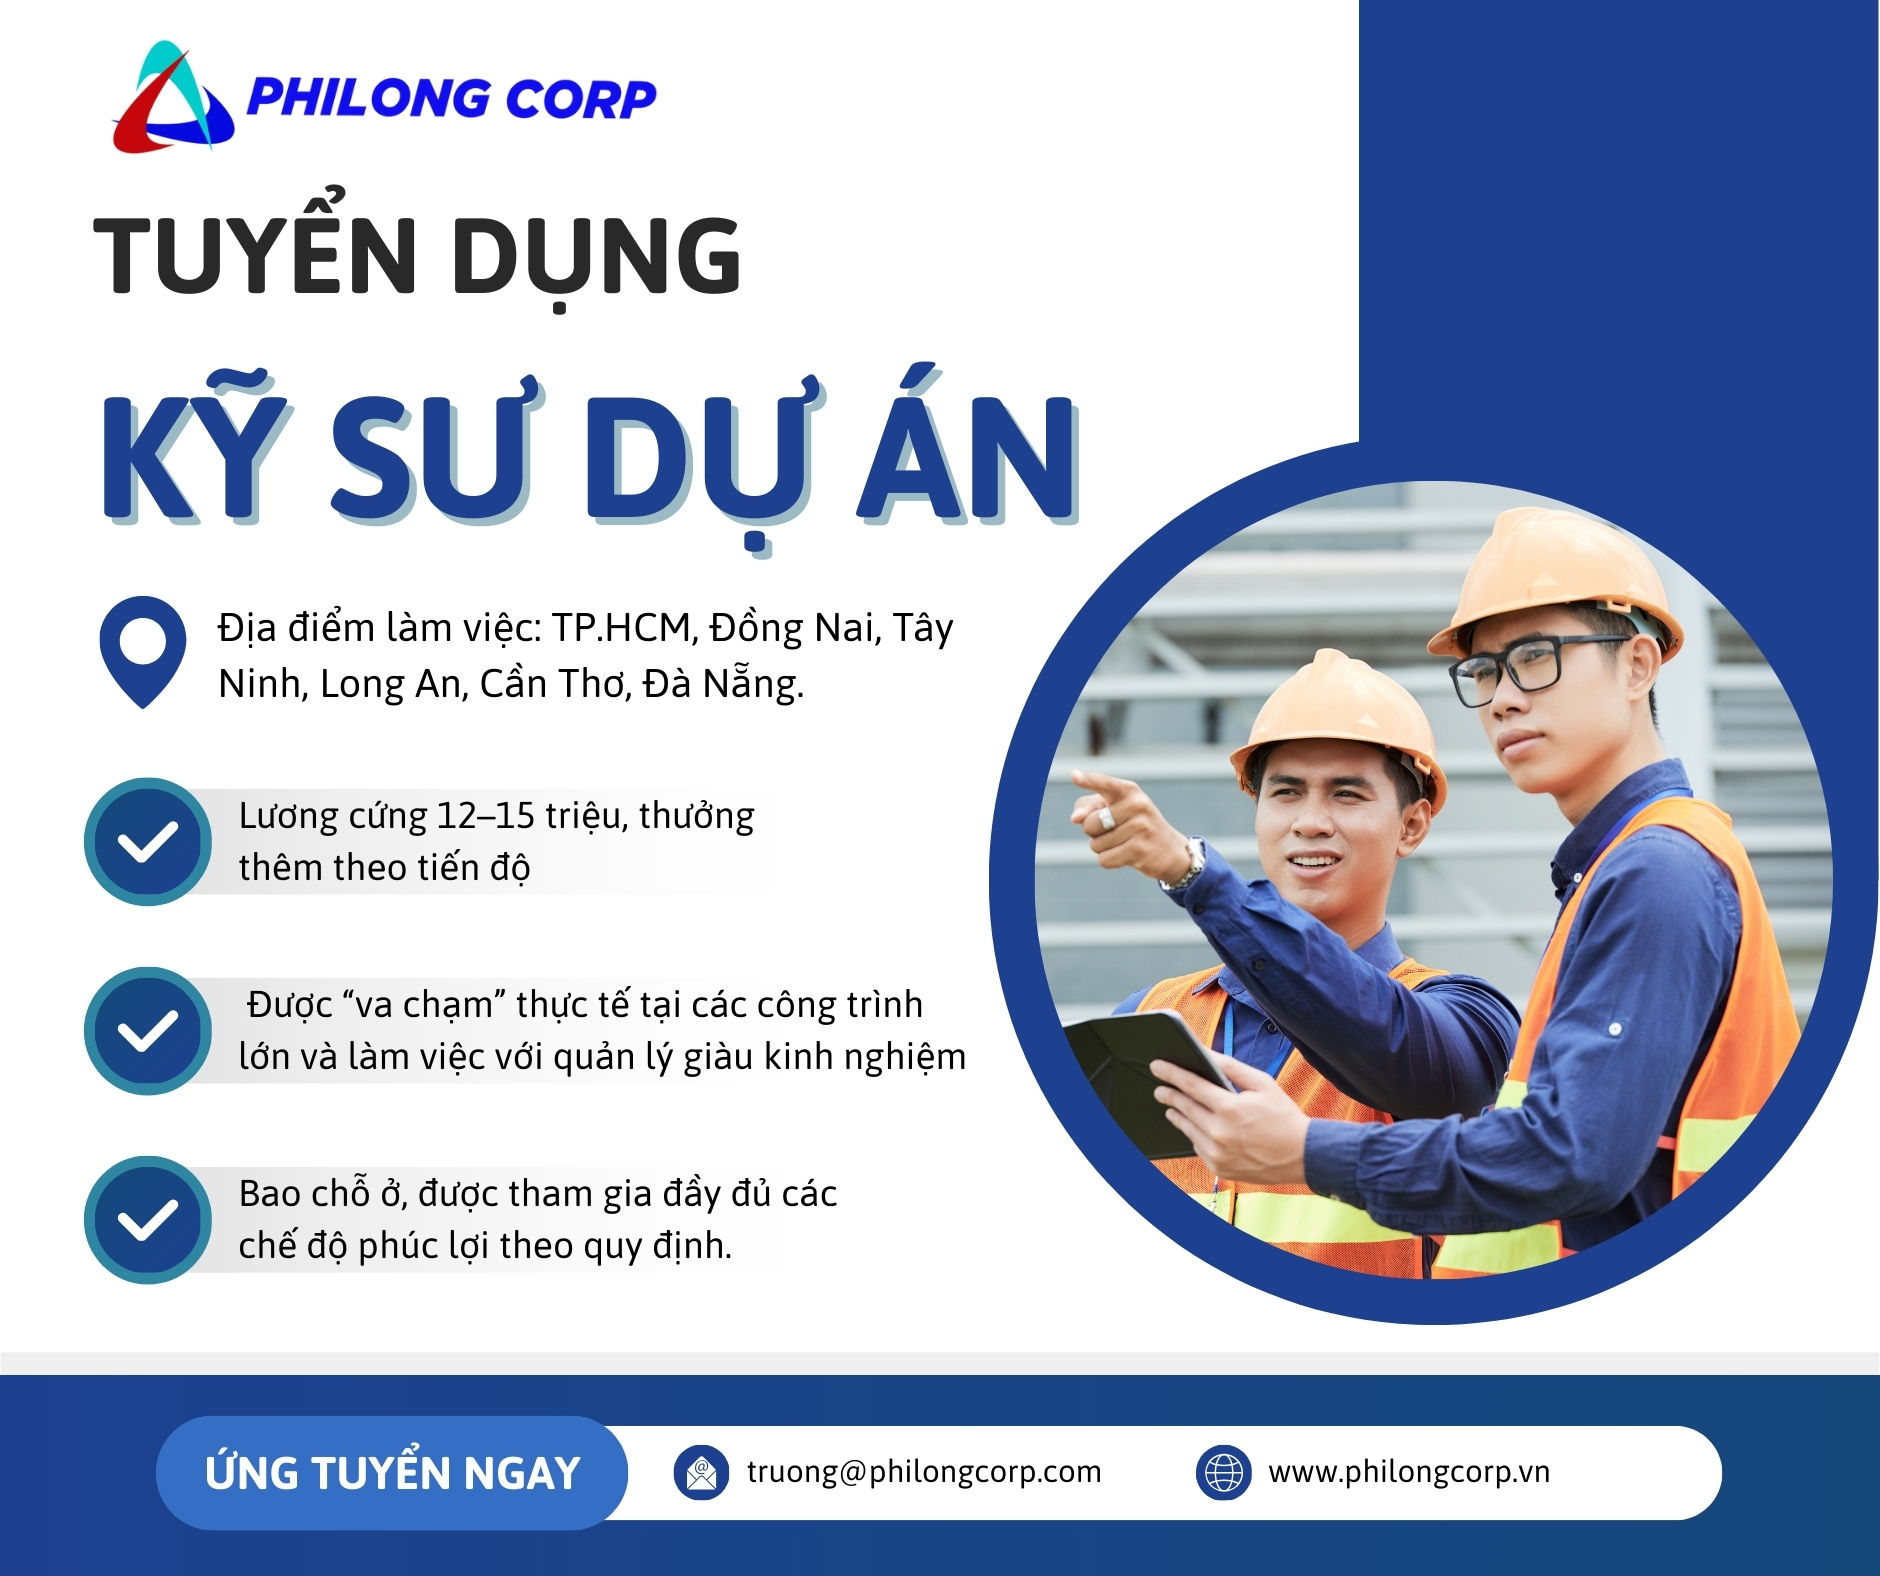 PHILONG CORP
TUYỂN DỤNG
KỸ SƯ DỰ ÁN
Địa điểm làm việc: TP.HCM, Đồng Nai, Tây
Ninh, Long An, Cần Thơ, Đà Nẵng.
Lương cứng 12–15 triệu, thưởng
thêm theo tiến độ
Được “va chạm” thực tế tại các công trình
lớn và làm việc với quản lý giàu kinh nghiệm
Bao chỗ ở, được tham gia đầy đủ các
chế độ phúc lợi theo quy định.
ỨNG TUYỂN NGAY
truong@philongcorp.com
www.philongcorp.vn